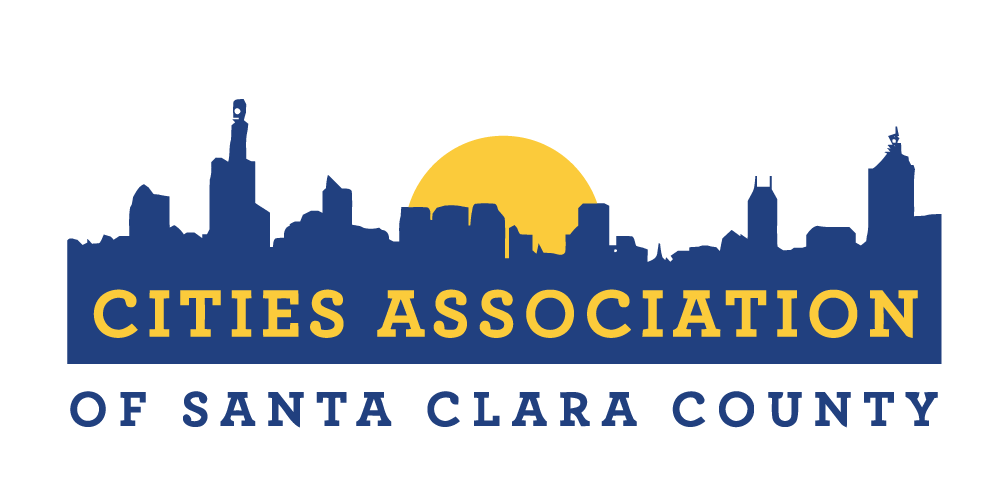 CITIES ASSOCIATION
OF SANTA CLARA COUNTY